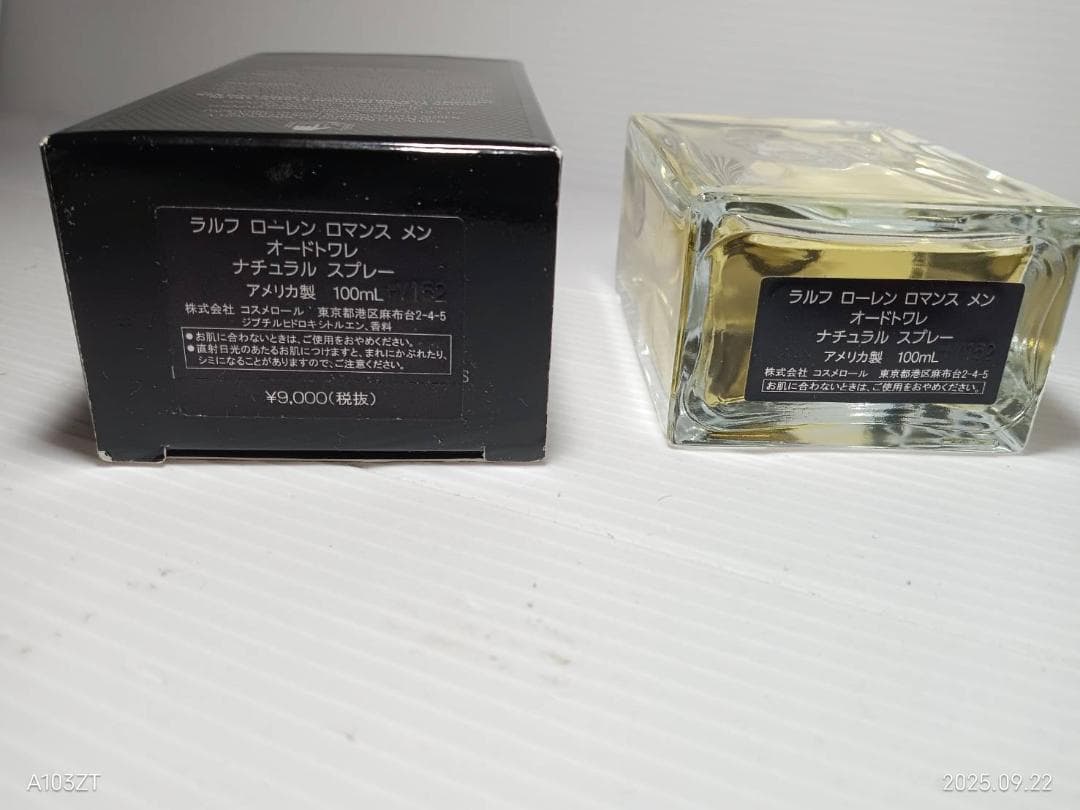 ラルフ ローレン ロマンス メン
オードトワレ
ナチュラル スプレー
アメリカ製 100mL
株式会社 コスメロール 東京都港区麻布台2-4-5
ジブチルヒドロキシトルエン、香料
●お肌に合わないときは、ご使用をおやめください。
●直射日光のあたるお肌につけますと、まれにかぶれたり、
シミになることがありますので、ご注意ください。
¥9,000(税抜)
ラルフ ローレン ロマンス メン
オードトワレ
ナチュラル スプレー
アメリカ製 100mL
株式会社 コスメロール 東京都港区麻布台2-4-5
お肌に合わないときは、ご使用をおやめください。
A103ZT
2025.09.22